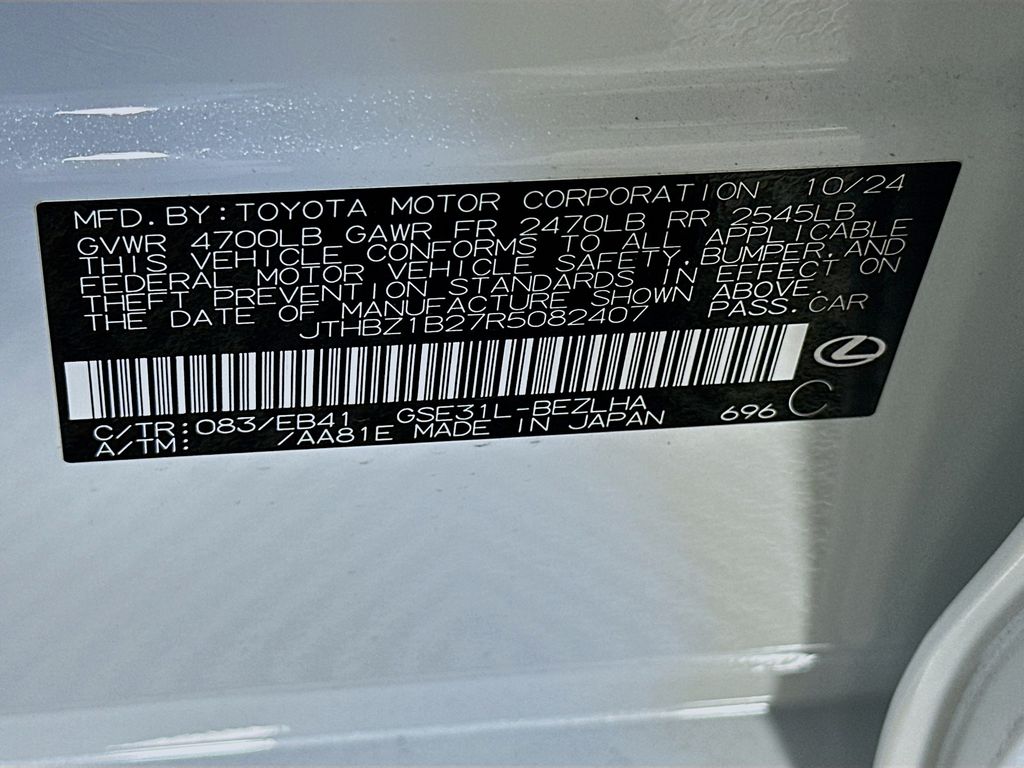 MFD.BY:TOYOTA MOTOR CORPORATION 10/24
GVWR 4700LB GAWR FR 2470LB RR 2545LB
THIS VEHICLE CONFORMS TO ALL APPLICABLE
FEDERAL MOTOR VEHICLE SAFETY,BUMPER,AND
THEFT PREVENTION STANDARDS IN EFFECT ON
THE DATE OF MANUFACTURE SHOWN ABOVE.
JTHBZ1B27R5082407 PASS.CAR
C/TR:083/EB41 GSE31L-BEZLHA 696 C
A/TM: /AA81E MADE IN JAPAN